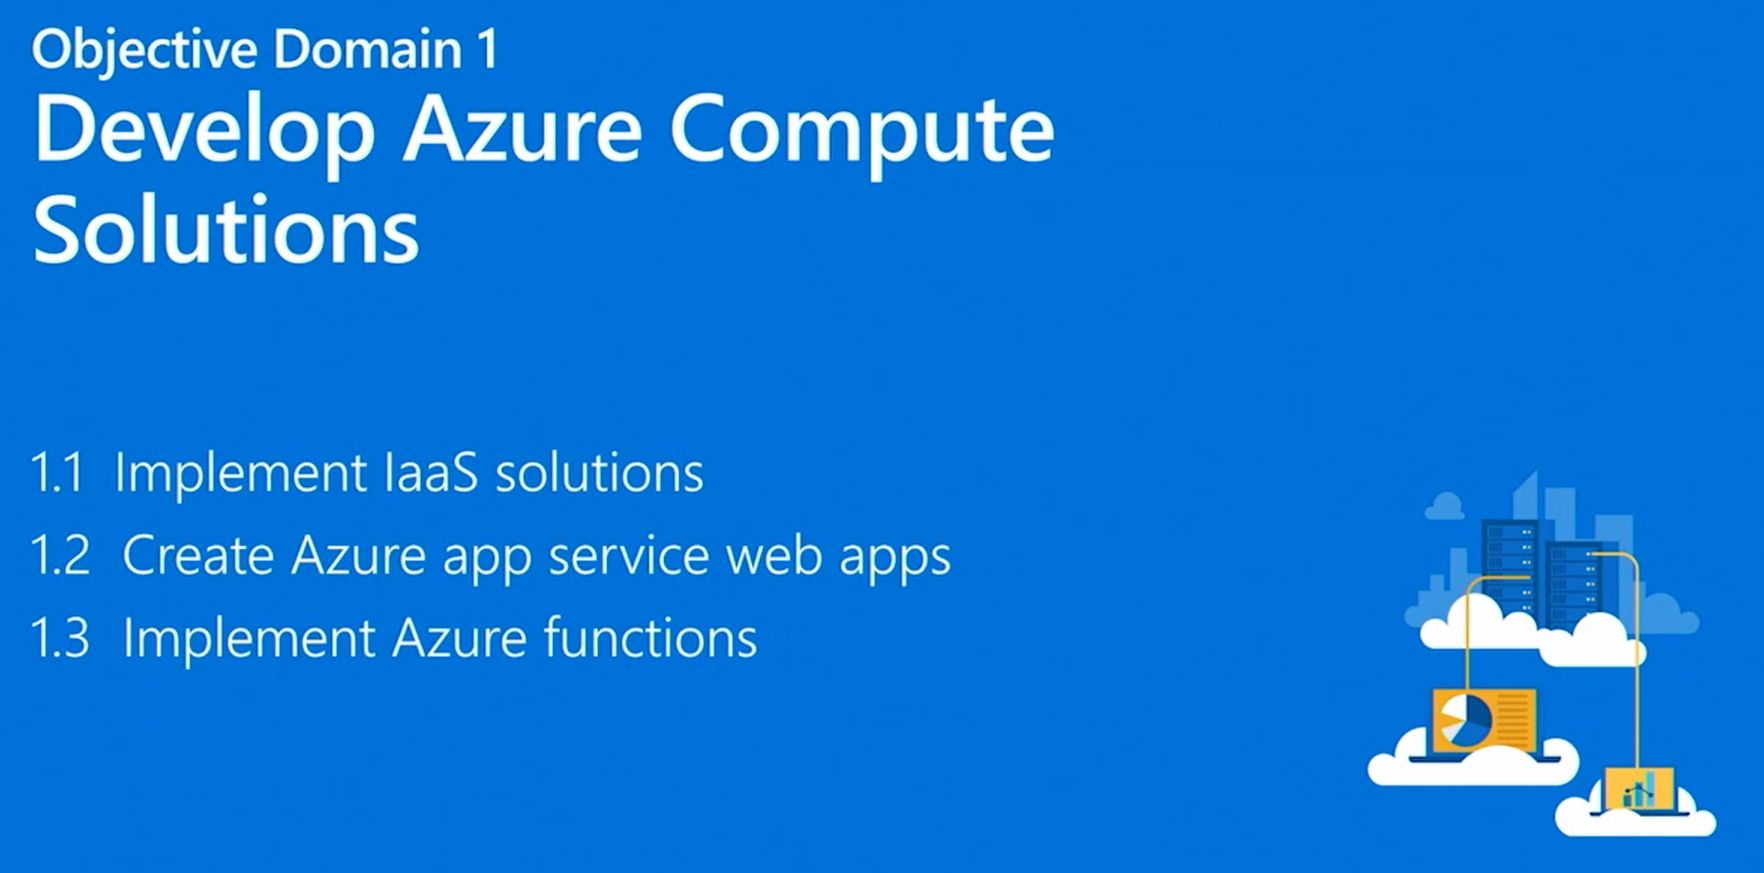 Objective Domain 1
Develop Azure Compute
Solutions
1.1 Implement IaaS solutions
1.2 Create Azure app service web apps
1.3 Implement Azure functions